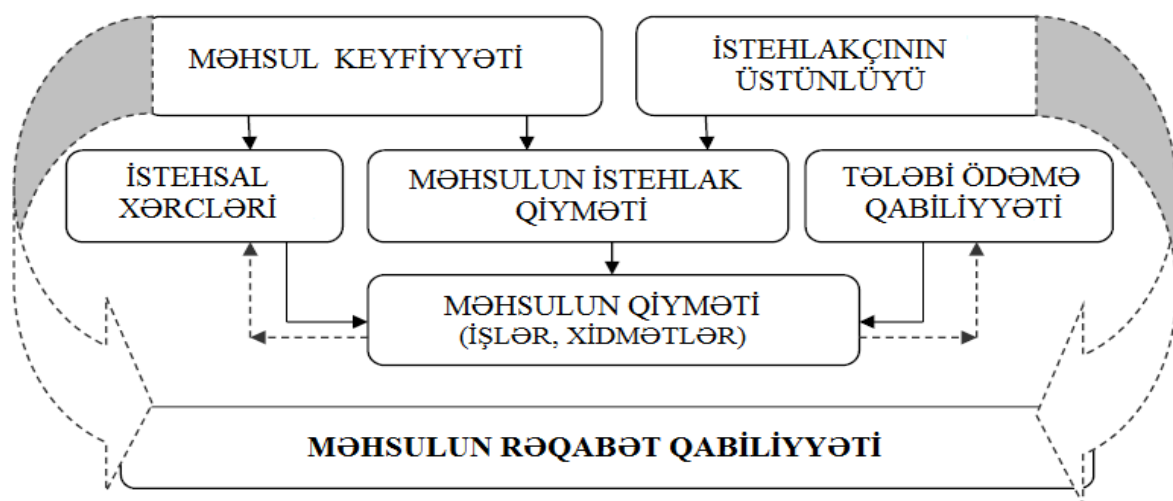 MƏHSUL KEYFİYYƏTİ
İSTEHLAKÇININ
ÜSTÜNLÜYÜ
İSTEHSAL
XƏRCLƏRİ
MƏHSULUN İSTEHLAK
QİYMƏTİ
TƏLƏBİ ÖDƏMƏ
QABİLİYYƏTİ
MƏHSULUN QİYMƏTİ
(İŞLƏR, XİDMƏTLƏR)
MƏHSULUN RƏQABƏT QABİLİYYƏTİ